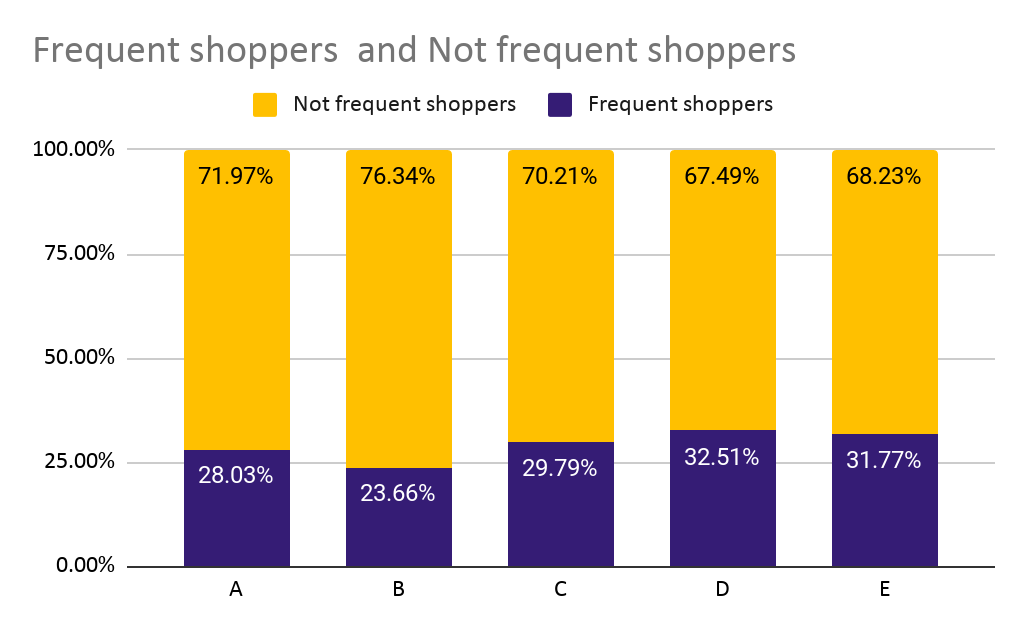 Frequent shoppers  and Not frequent shoppers
Not frequent shoppers Frequent shoppers
100.00%
71.97% 76.34% 70.21% 67.49% 68.23%
75.00%
50.00%
25.00%
28.03% 23.66% 29.79% 32.51% 31.77%
0.00%
A B C D E